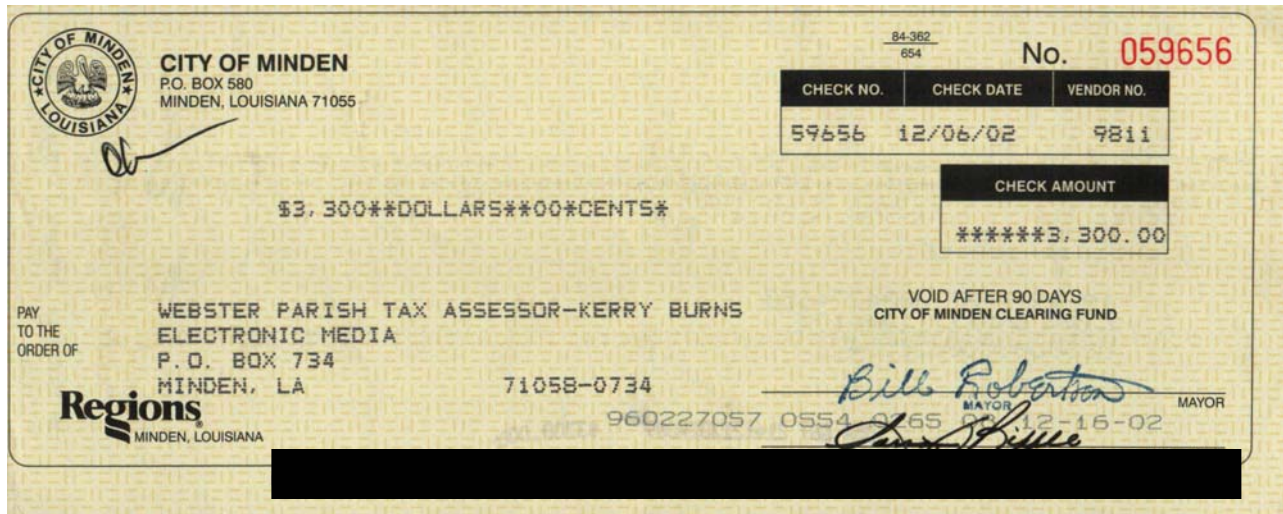 CITY OF MINDEN
LOUISIANA
CITY OF MINDEN
P.O. BOX 580
MINDEN, LOUISIANA 71055
84-362
654
No. 059656
CHECK NO. CHECK DATE VENDOR NO.
59656 12/06/02 9811
CHECK AMOUNT
$3,300**DOLLARS**00*CENTS*
******3,300.00
VOID AFTER 90 DAYS
CITY OF MINDEN CLEARING FUND
PAY
TO THE
ORDER OF
WEBSTER PARISH TAX ASSESSOR-KERRY BURNS
ELECTRONIC MEDIA
P.O. BOX 734
MINDEN, LA 71058-0734
Bill Robertson
MAYOR
MAYOR
Regions
MINDEN, LOUISIANA
960227057 0554 0265 08 12-16-02